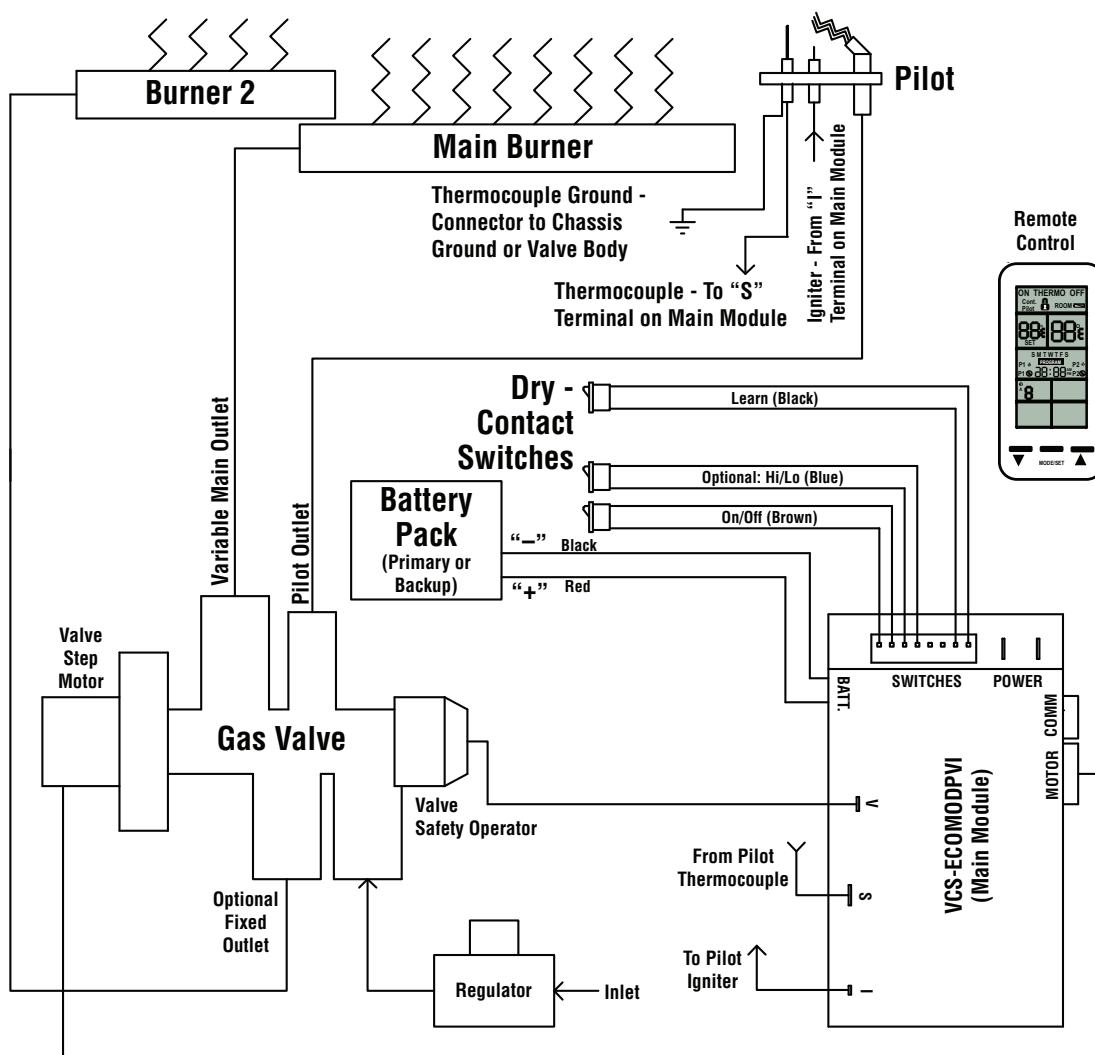 Burner 2
Main Burner
Pilot
Thermocouple Ground -
Connector to Chassis
Ground or Valve Body
Thermocouple - To “S”
Terminal on Main Module
Igniter - From “I”
Terminal on Main Module
Remote
Control
ON THERMO OFF
Cont.
Pilot
ROOM
SET
S M T W T F S
PROGRAM
P1
P2
P1
P2
MODE/SET
Dry -
Contact
Switches
Learn (Black)
Optional: Hi/Lo (Blue)
On/Off (Brown)
Battery
Pack
(Primary or
Backup)
“–”
Black
“+”
Red
Variable Main Outlet
Pilot Outlet
Valve
Step
Motor
Gas Valve
Valve
Safety Operator
Optional
Fixed
Outlet
Regulator
Inlet
SWITCHES
POWER
BATT.
COMM
MOTOR
VCS-ECOMODPVI
(Main Module)
V
From Pilot
Thermocouple
S
To Pilot
Igniter
I